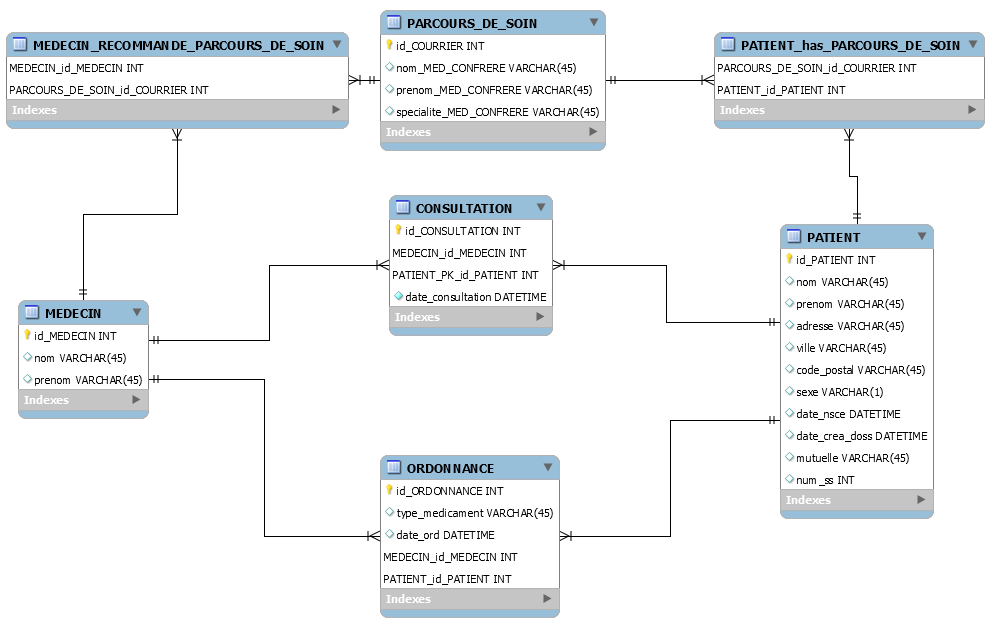 MEDECIN_RECOMMANDE_PARCOURS_DE_SOIN
MEDECIN_id_MEDECIN INT
PARCOURS_DE_SOIN_id_COURRIER INT
Indexes
PARCOURS_DE_SOIN
id_COURRIER INT
nom_MED_CONFRERE VARCHAR(45)
prenom_MED_CONFRERE VARCHAR(45)
specialite_MED_CONFRERE VARCHAR(45)
Indexes
PATIENT_has_PARCOURS_DE_SOIN
PARCOURS_DE_SOIN_id_COURRIER INT
PATIENT_id_PATIENT INT
Indexes
CONSULTATION
id_CONSULTATION INT
MEDECIN_id_MEDECIN INT
PATIENT_PK_id_PATIENT INT
date_consultation DATETIME
Indexes
PATIENT
id_PATIENT INT
nom VARCHAR(45)
prenom VARCHAR(45)
adresse VARCHAR(45)
ville VARCHAR(45)
code_postal VARCHAR(45)
sexe VARCHAR(1)
date_nsce DATETIME
date_crea_doss DATETIME
mutuelle VARCHAR(45)
num_ss INT
Indexes
MEDECIN
id_MEDECIN INT
nom VARCHAR(45)
prenom VARCHAR(45)
Indexes
ORDONNANCE
id_ORDONNANCE INT
type_medicament VARCHAR(45)
date_ord DATETIME
MEDECIN_id_MEDECIN INT
PATIENT_id_PATIENT INT
Indexes